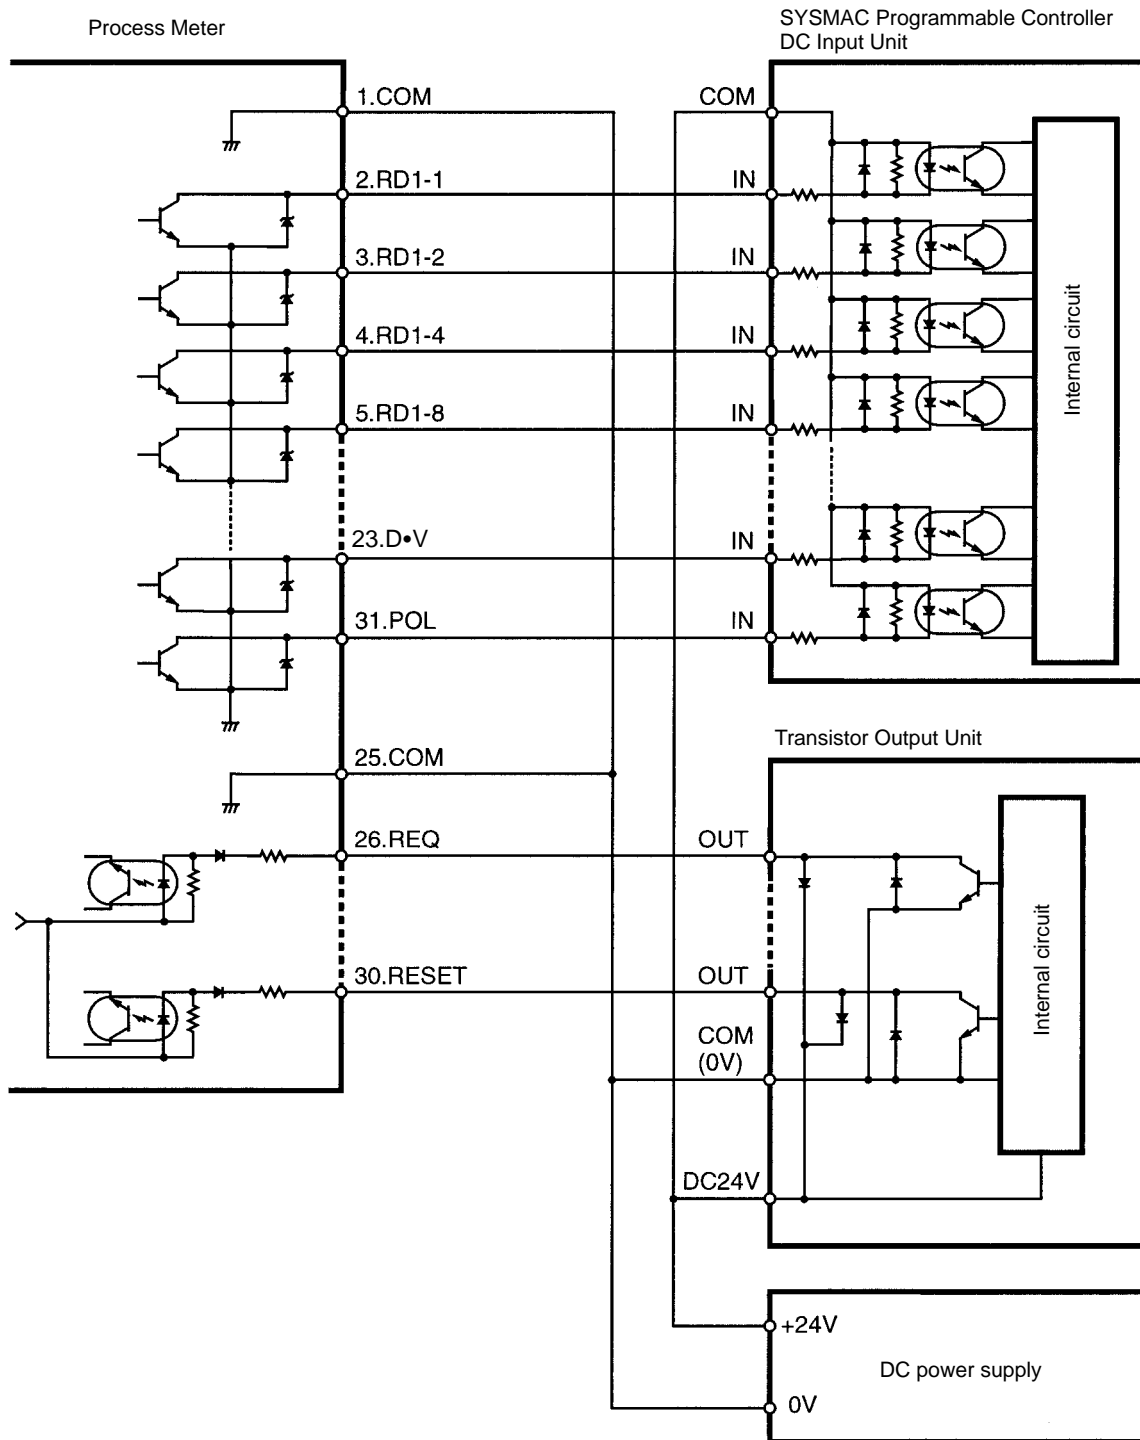 Process Meter
SYSMAC Programmable Controller
DC Input Unit
1.COM
COM
2.RD1-1
IN
3.RD1-2
IN
4.RD1-4
IN
5.RD1-8
IN
Internal circuit
23.D•V
IN
31.POL
IN
Transistor Output Unit
25.COM
26.REQ
OUT
30.RESET
OUT
COM
(0V)
Internal circuit
DC24V
+24V
DC power supply
0V